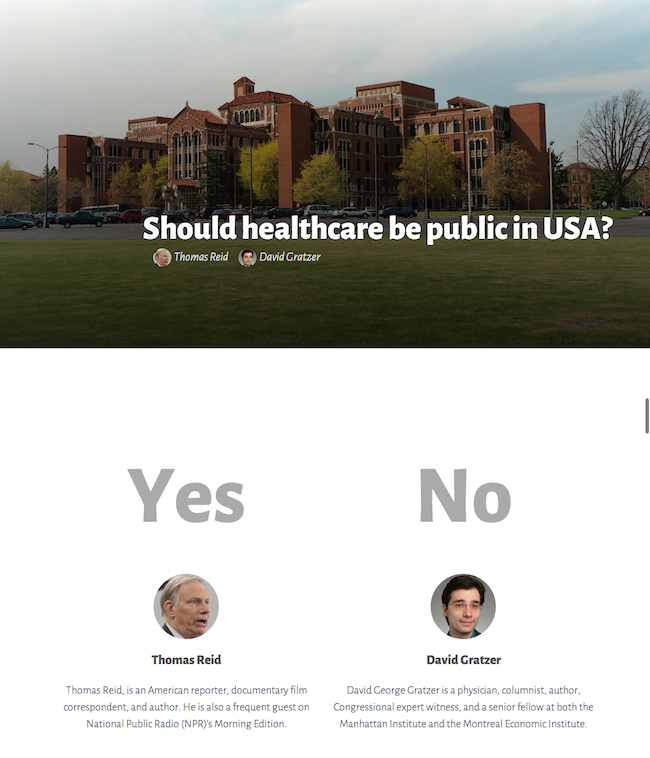 Should healthcare be public in USA?
Thomas Reid David Gratzer
Yes
No
Thomas Reid
Thomas Reid, is an American reporter, documentary film
correspondent, and author. He is also a frequent guest on
National Public Radio (NPR)'s Morning Edition.
David Gratzer
David George Gratzer is a physician, columnist, author,
Congressional expert witness, and a senior fellow at both the
Manhattan Institute and the Montreal Economic Institute.